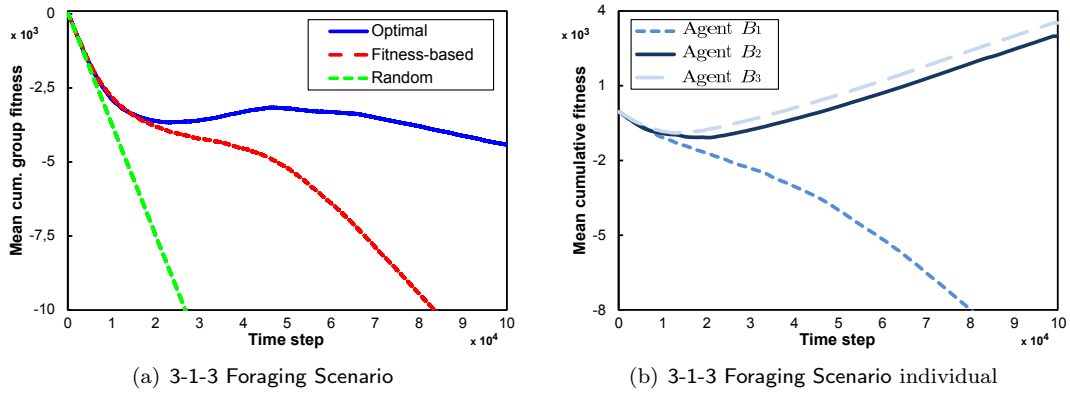 0
x 10³
-2,5
-5
-7,5
-10
Mean cum. group fitness
Optimal
Fitness-based
Random
0 1 2 3 4 5 6 7 8 9 10
Time step
x 10⁴
(a) 3-1-3 Foraging Scenario
4
x 10³
1
-2
-5
-8
Mean cumulative fitness
Agent B₁
Agent B₂
Agent B₃
0 1 2 3 4 5 6 7 8 9 10
Time step
x 10⁴
(b) 3-1-3 Foraging Scenario individual